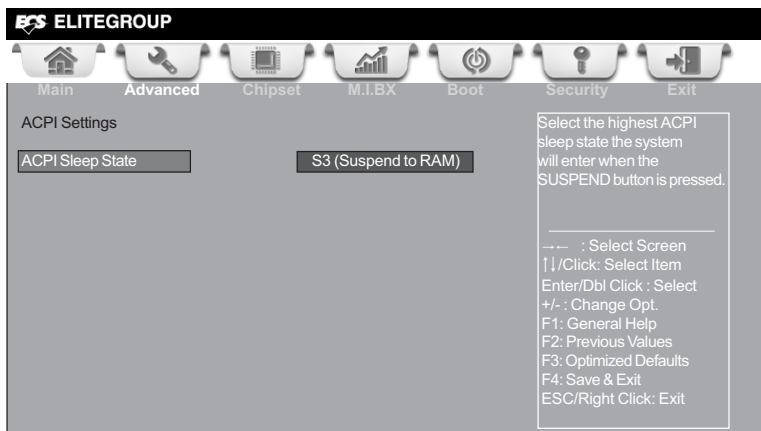 ECS ELITEGROUP
Main Advanced Chipset M.I.BX Boot Security Exit
ACPI Settings
ACPI Sleep State S3 (Suspend to RAM)
Select the highest ACPI
sleep state the system
will enter when the
SUSPEND button is pressed.
→← : Select Screen
↑↓/Click: Select Item
Enter/Dbl Click : Select
+/- : Change Opt.
F1: General Help
F2: Previous Values
F3: Optimized Defaults
F4: Save & Exit
ESC/Right Click: Exit